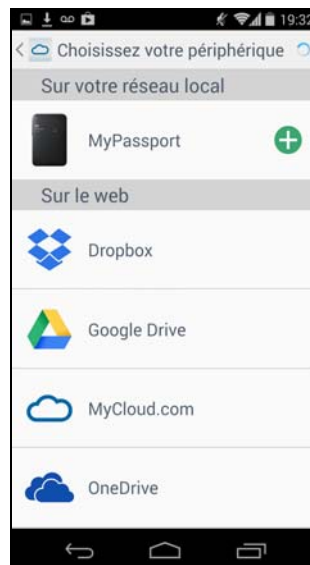 19:32
Choisissez votre périphérique
Sur votre réseau local
MyPassport
Sur le web
Dropbox
Google Drive
MyCloud.com
OneDrive